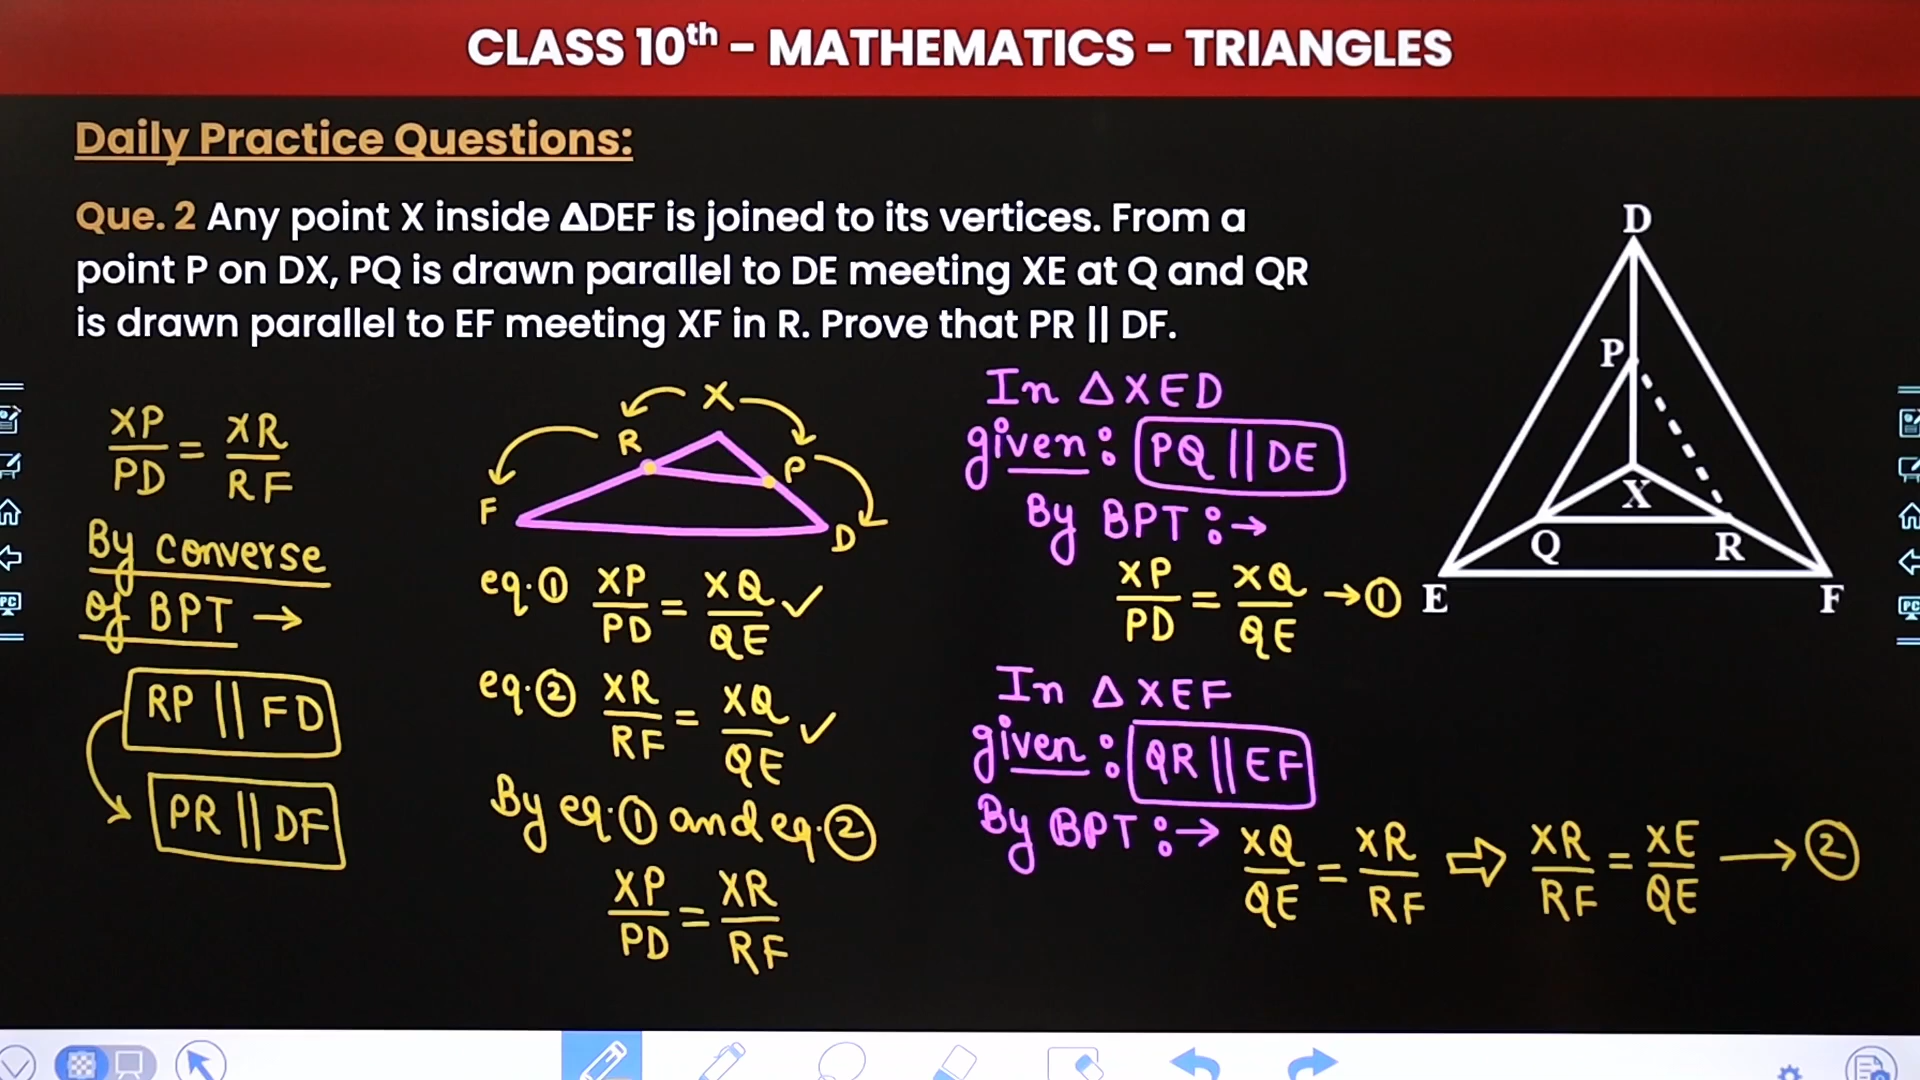 CLASS 10th – MATHEMATICS – TRIANGLES
Daily Practice Questions:
Que. 2 Any point X inside ΔDEF is joined to its vertices. From a
point P on DX, PQ is drawn parallel to DE meeting XE at Q and QR
is drawn parallel to EF meeting XF in R. Prove that PR || DF.
D
P
X
Q
R
E
F
In Δ XED
given: PQ || DE
By BPT :→
XP/PD = XQ/QE → ①
In Δ XEF
given: QR || EF
By BPT :→ XQ/QE = XR/RF ⇒ XR/RF = XE/QE → ②
X
R
P
F
D
eq.① XP/PD = XQ/QE ✓
eq.② XR/RF = XQ/QE ✓
By eq.① and eq.②
XP/PD = XR/RF
XP/PD = XR/RF
By converse
of BPT →
RP || FD
PR || DF
PC
PC